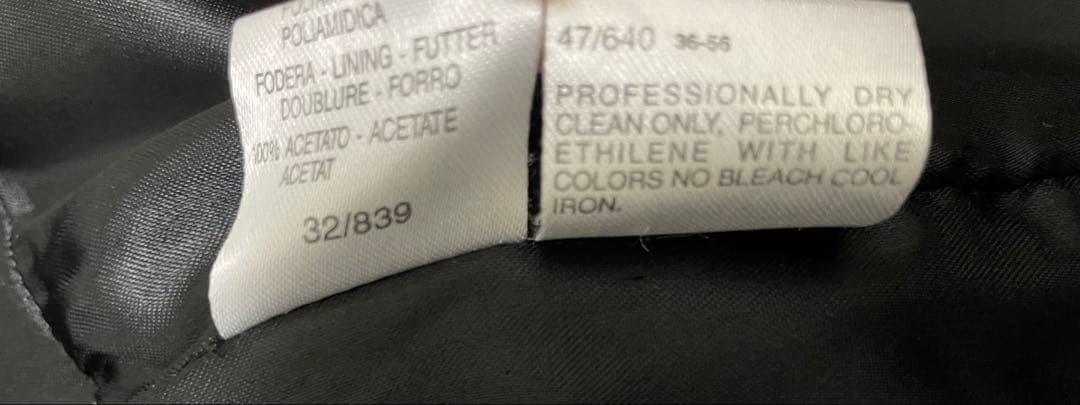 POLIAMIDICA
FODERA - LINING - FUTTER
DOUBLURE - FORRO
100% ACETATO - ACETATE
ACETAT
32/839
47/640 36-56
PROFESSIONALLY DRY
CLEAN ONLY. PERCHLORO-
ETHILENE WITH LIKE
COLORS NO BLEACH COOL
IRON.